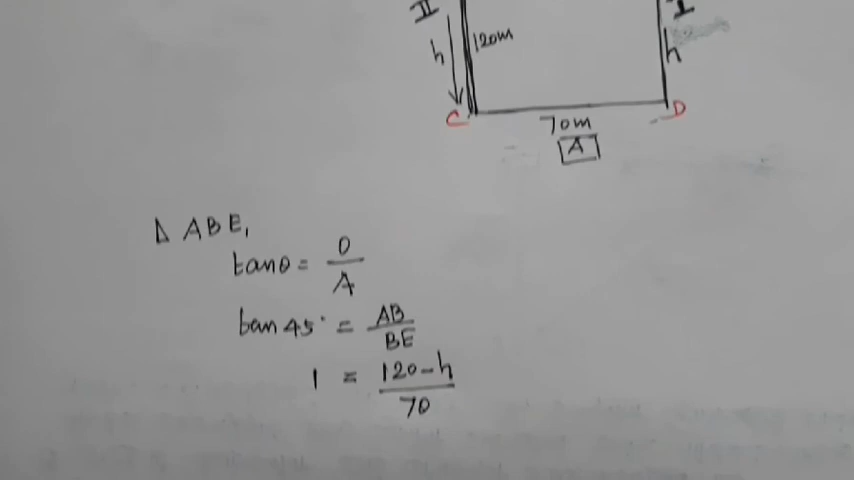 II I
h 120m h
C 70m D
A
Δ ABE,
tanθ = O/A
tan 45° = AB/BE
1 = 120-h/70